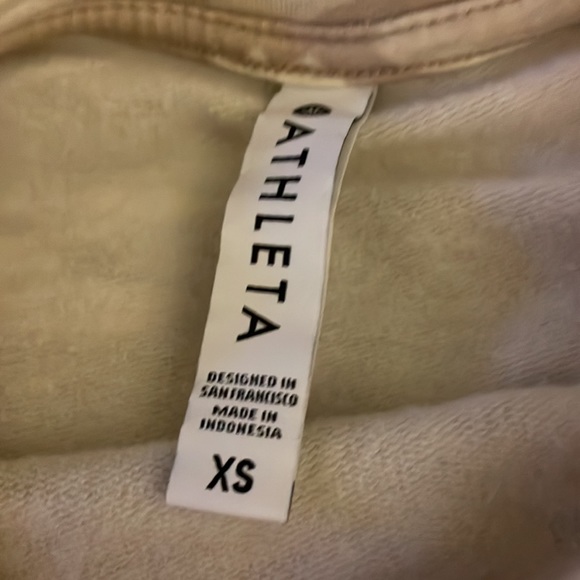 ATHLETA
DESIGNED IN
SAN FRANCISCO
MADE IN
INDONESIA
XS